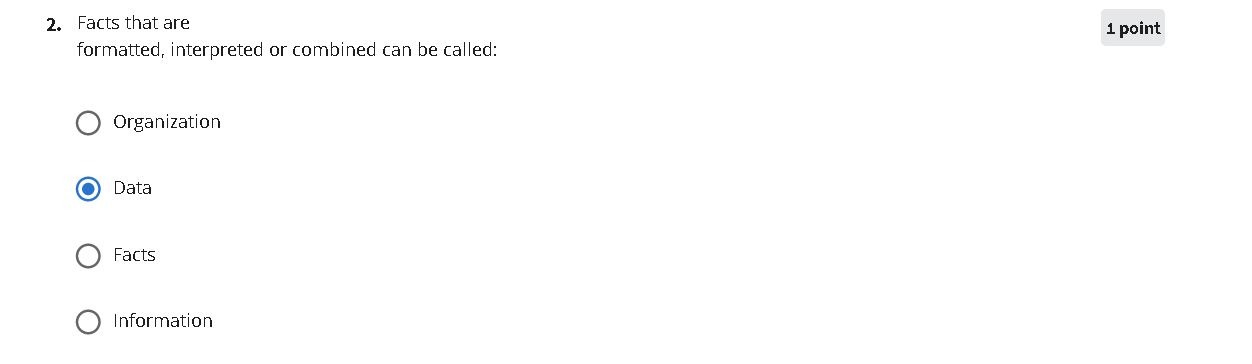 2. Facts that are
1 point
formatted, interpreted or combined can be called:
Organization
Data
Facts
Information